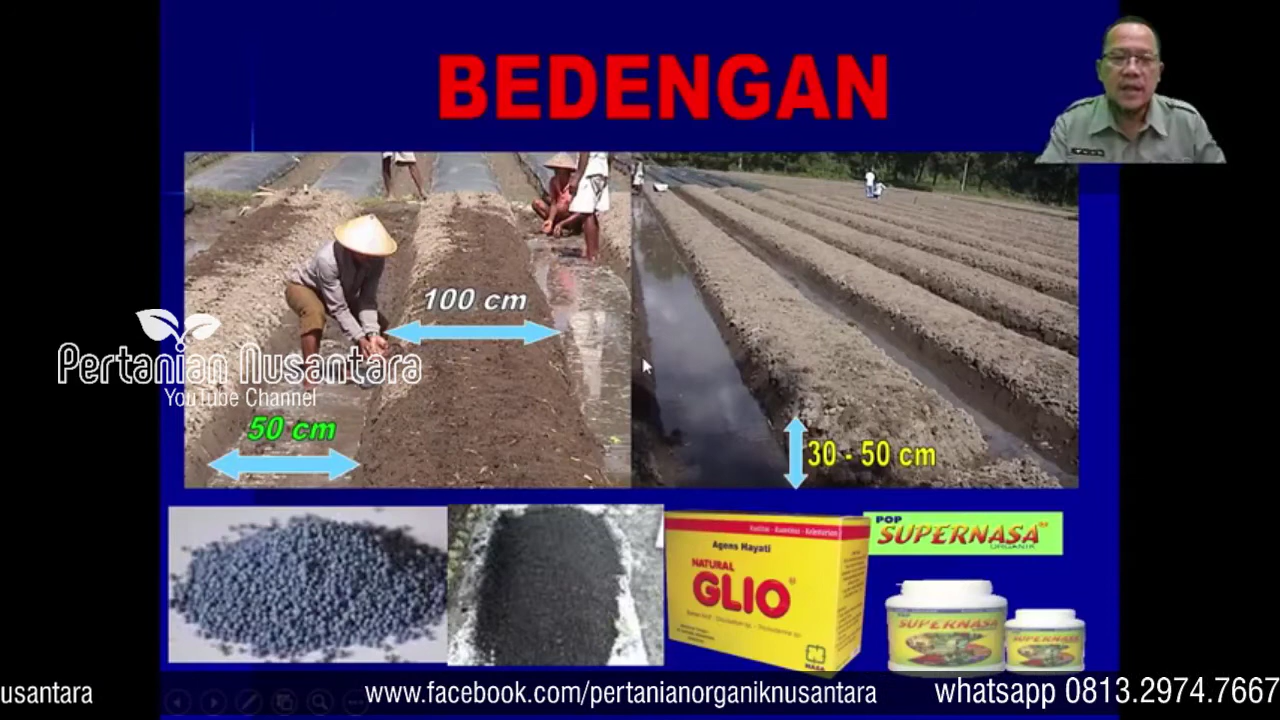 BEDENGAN
100 cm
Pertanian Nusantara
YouTube Channel
50 cm
30 - 50 cm
Agens Hayati
NATURAL
GLIO
NASA
POP
SUPERNASA
ORGANIK
SUPERNASA
SUPERNASA
usantara
www.facebook.com/pertanianorganiknusantara
whatsapp 0813.2974.7667